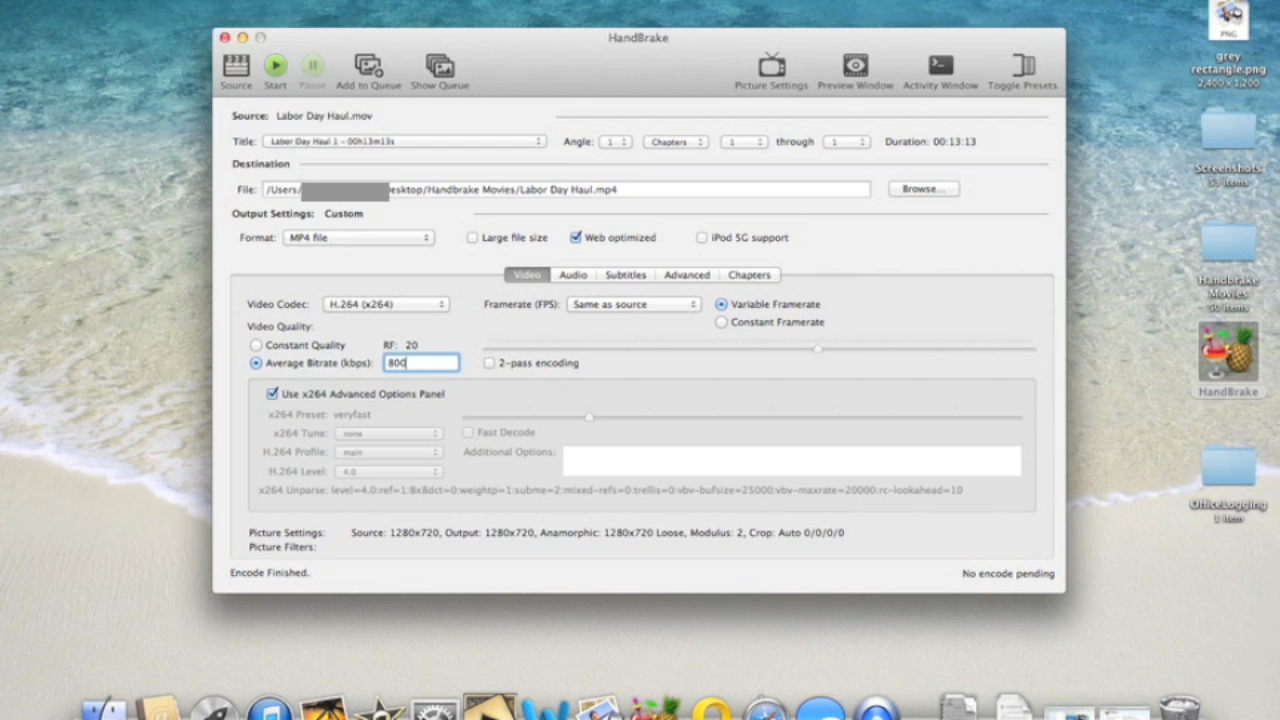 HandBrake
Source Start Pause Add to Queue Show Queue Picture Settings Preview Window Activity Window Toggle Presets
Source: Labor Day Haul.mov
Title: Labor Day Haul 1 - 00h13m13s Angle: 1 Chapters 1 through 1 Duration: 00:13:13
Destination
File: /Users/ esktop/Handbrake Movies/Labor Day Haul.mp4 Browse...
Output Settings: Custom
Format: MP4 file Large file size Web optimized iPod 5G support
Video Audio Subtitles Advanced Chapters
Video Codec: H.264 (x264) Framerate (FPS): Same as source Variable Framerate
Constant Framerate
Video Quality:
Constant Quality RF: 20
Average Bitrate (kbps): 800 2-pass encoding
Use x264 Advanced Options Panel
x264 Preset: veryfast
x264 Tune: none Fast Decode
H.264 Profile: main Additional Options:
H.264 Level: 4.0
x264 Unparse: level=4.0:ref=1:8x8dct=0:weightp=1:subme=2:mixed-refs=0:trellis=0:vbv-bufsize=25000:vbv-maxrate=20000:rc-lookahead=10
Picture Settings: Source: 1280x720, Output: 1280x720, Anamorphic: 1280x720 Loose, Modulus: 2, Crop: Auto 0/0/0/0
Picture Filters:
Encode Finished. No encode pending
PNG
grey
rectangle.png
2,400 × 1,200
Screenshots
53 items
Handbrake
Movies
50 items
HandBrake
OfficeLogging
1 item